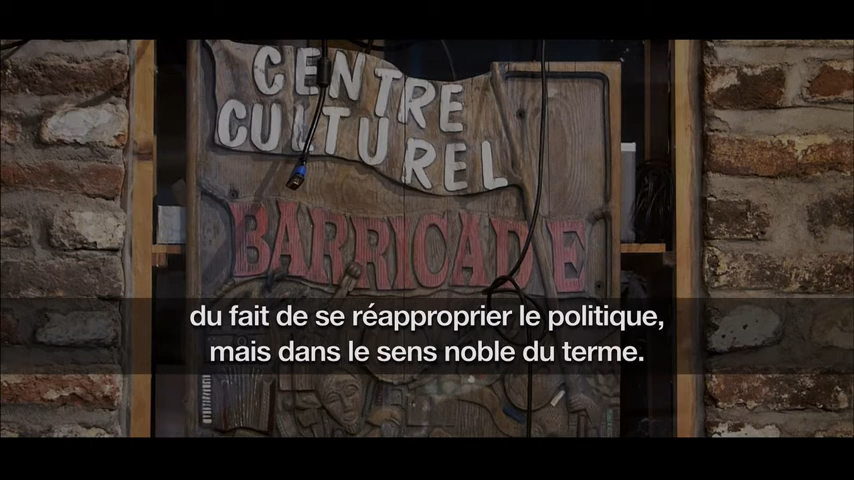 CENTRE
CULTUREL
BARRICADE
du fait de se réapproprier le politique,
mais dans le sens noble du terme.